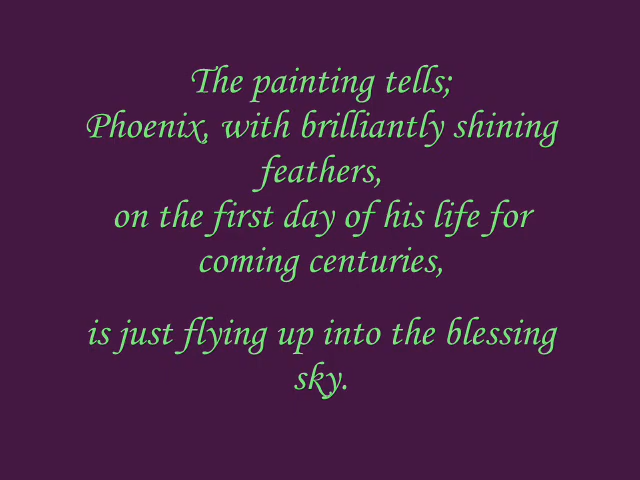 The painting tells;
Phoenix, with brilliantly shining
feathers,
on the first day of his life for
coming centuries,
is just flying up into the blessing
sky.